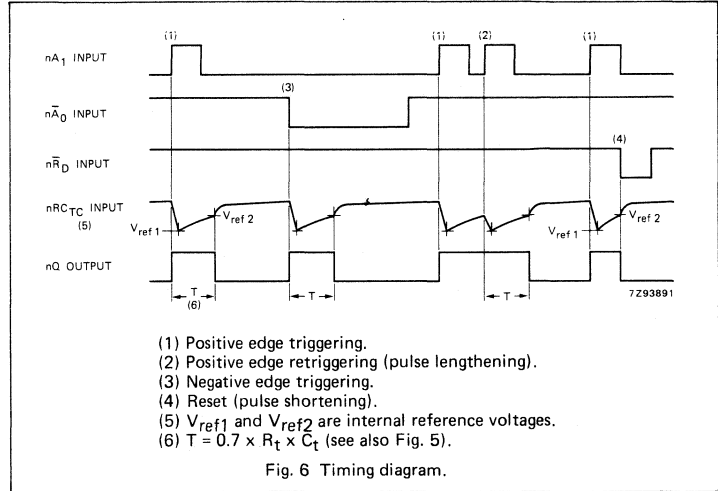 (1) (1) (2) (1)
nA1 INPUT
(3)
nA̅0 INPUT
(4)
nR̅D INPUT
nRCTC INPUT
(5)
Vref 1 Vref 2 Vref 1 Vref 2
nQ OUTPUT
T T T
(6)
7Z93891
(1) Positive edge triggering.
(2) Positive edge retriggering (pulse lengthening).
(3) Negative edge triggering.
(4) Reset (pulse shortening).
(5) Vref1 and Vref2 are internal reference voltages.
(6) T = 0.7 x Rt x Ct (see also Fig. 5).
Fig. 6 Timing diagram.